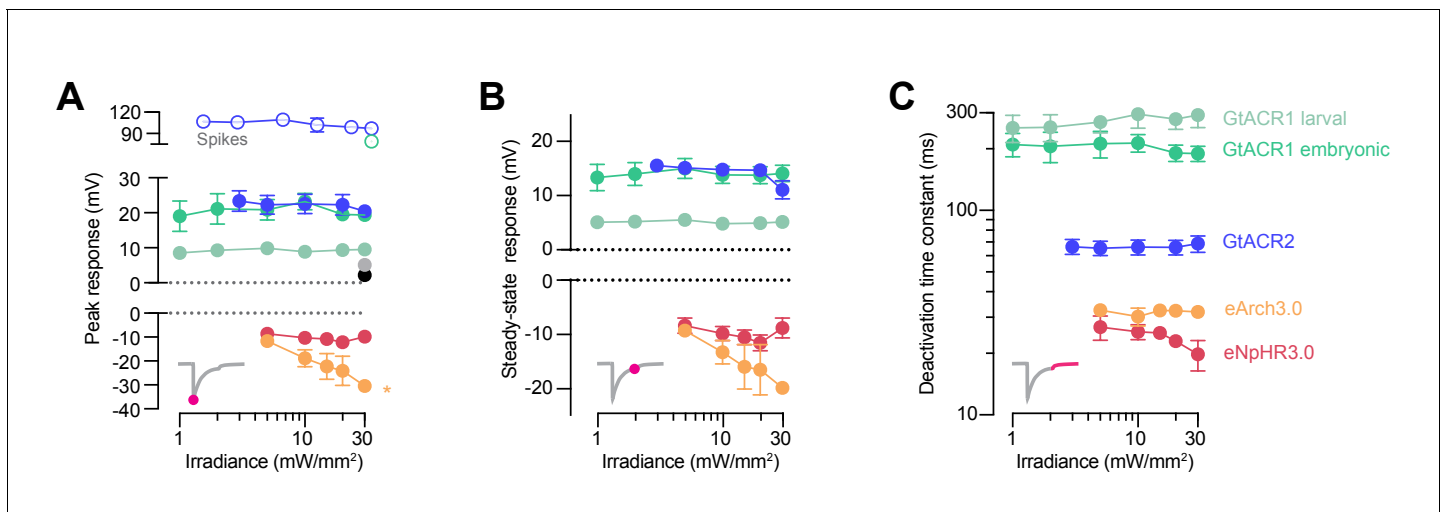 A
120
90
Spikes
30
20
10
0
0
-10
-20
-30
-40
Peak response (mV)
*
1
10
30
Irradiance (mW/mm²)
B
20
10
0
0
-10
-20
Steady-state response (mV)
1
10
30
Irradiance (mW/mm²)
C
300
100
10
Deactivation time constant (ms)
GtACR1 larval
GtACR1 embryonic
GtACR2
eArch3.0
eNpHR3.0
1
10
30
Irradiance (mW/mm²)